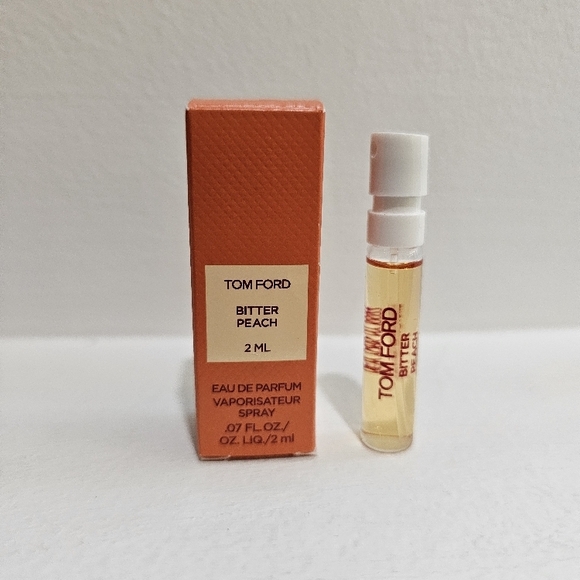 TOM FORD
BITTER
PEACH
2 ML
EAU DE PARFUM
VAPORISATEUR
SPRAY
.07 FL. OZ./
OZ. LIQ./2 ml
TOM FORD
BITTER
PEACH